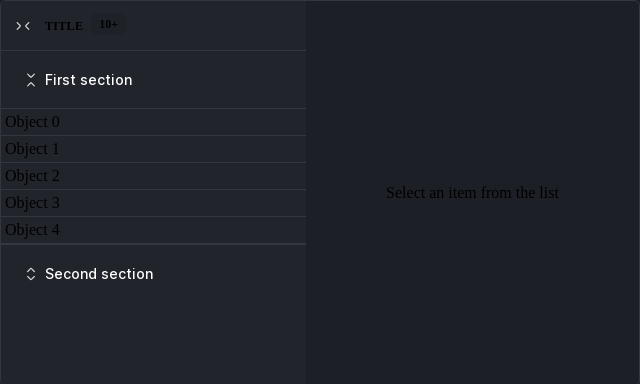 TITLE 10+
First section
Object 0
Object 1
Object 2
Object 3
Object 4
Second section
Select an item from the list